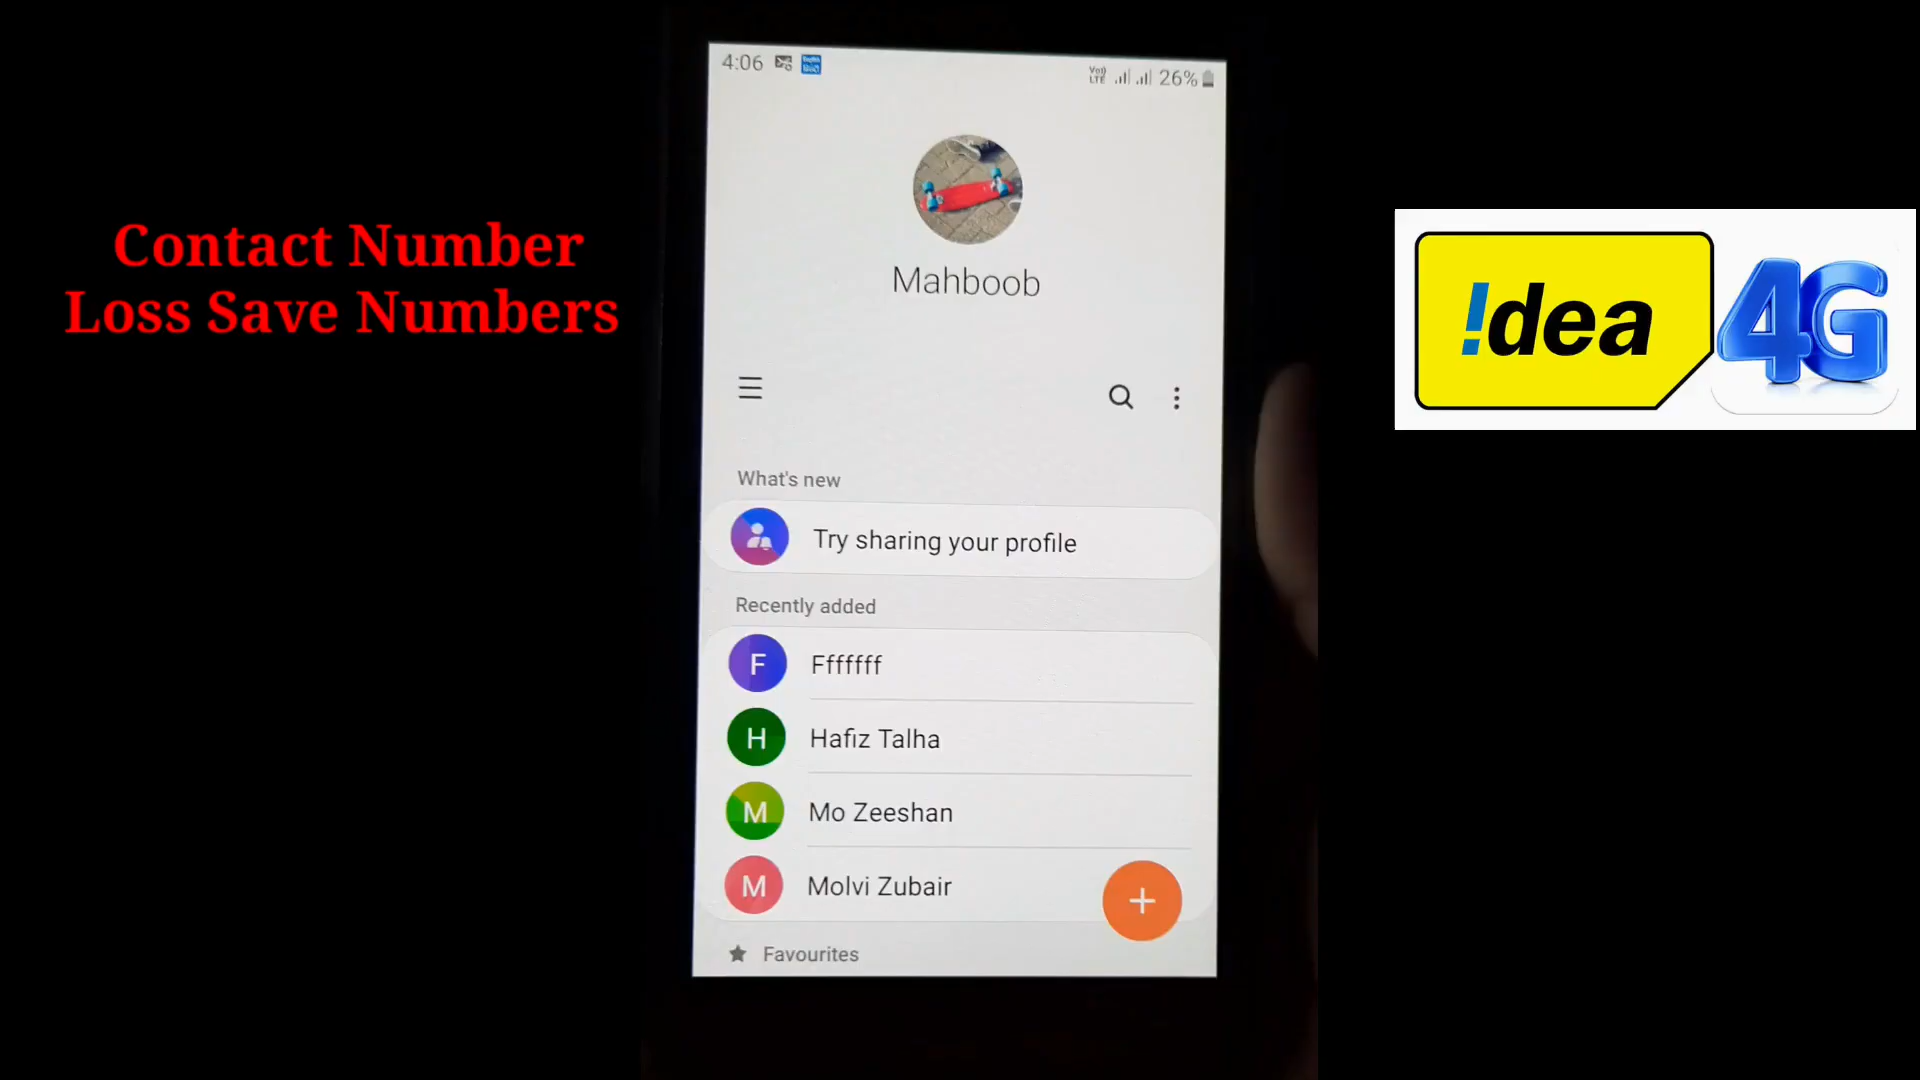 Contact Number
Loss Save Numbers
4:06
26%
Mahboob
What's new
Try sharing your profile
Recently added
F
Fffffff
H
Hafiz Talha
M
Mo Zeeshan
M
Molvi Zubair
+
Favourites
!dea
4G